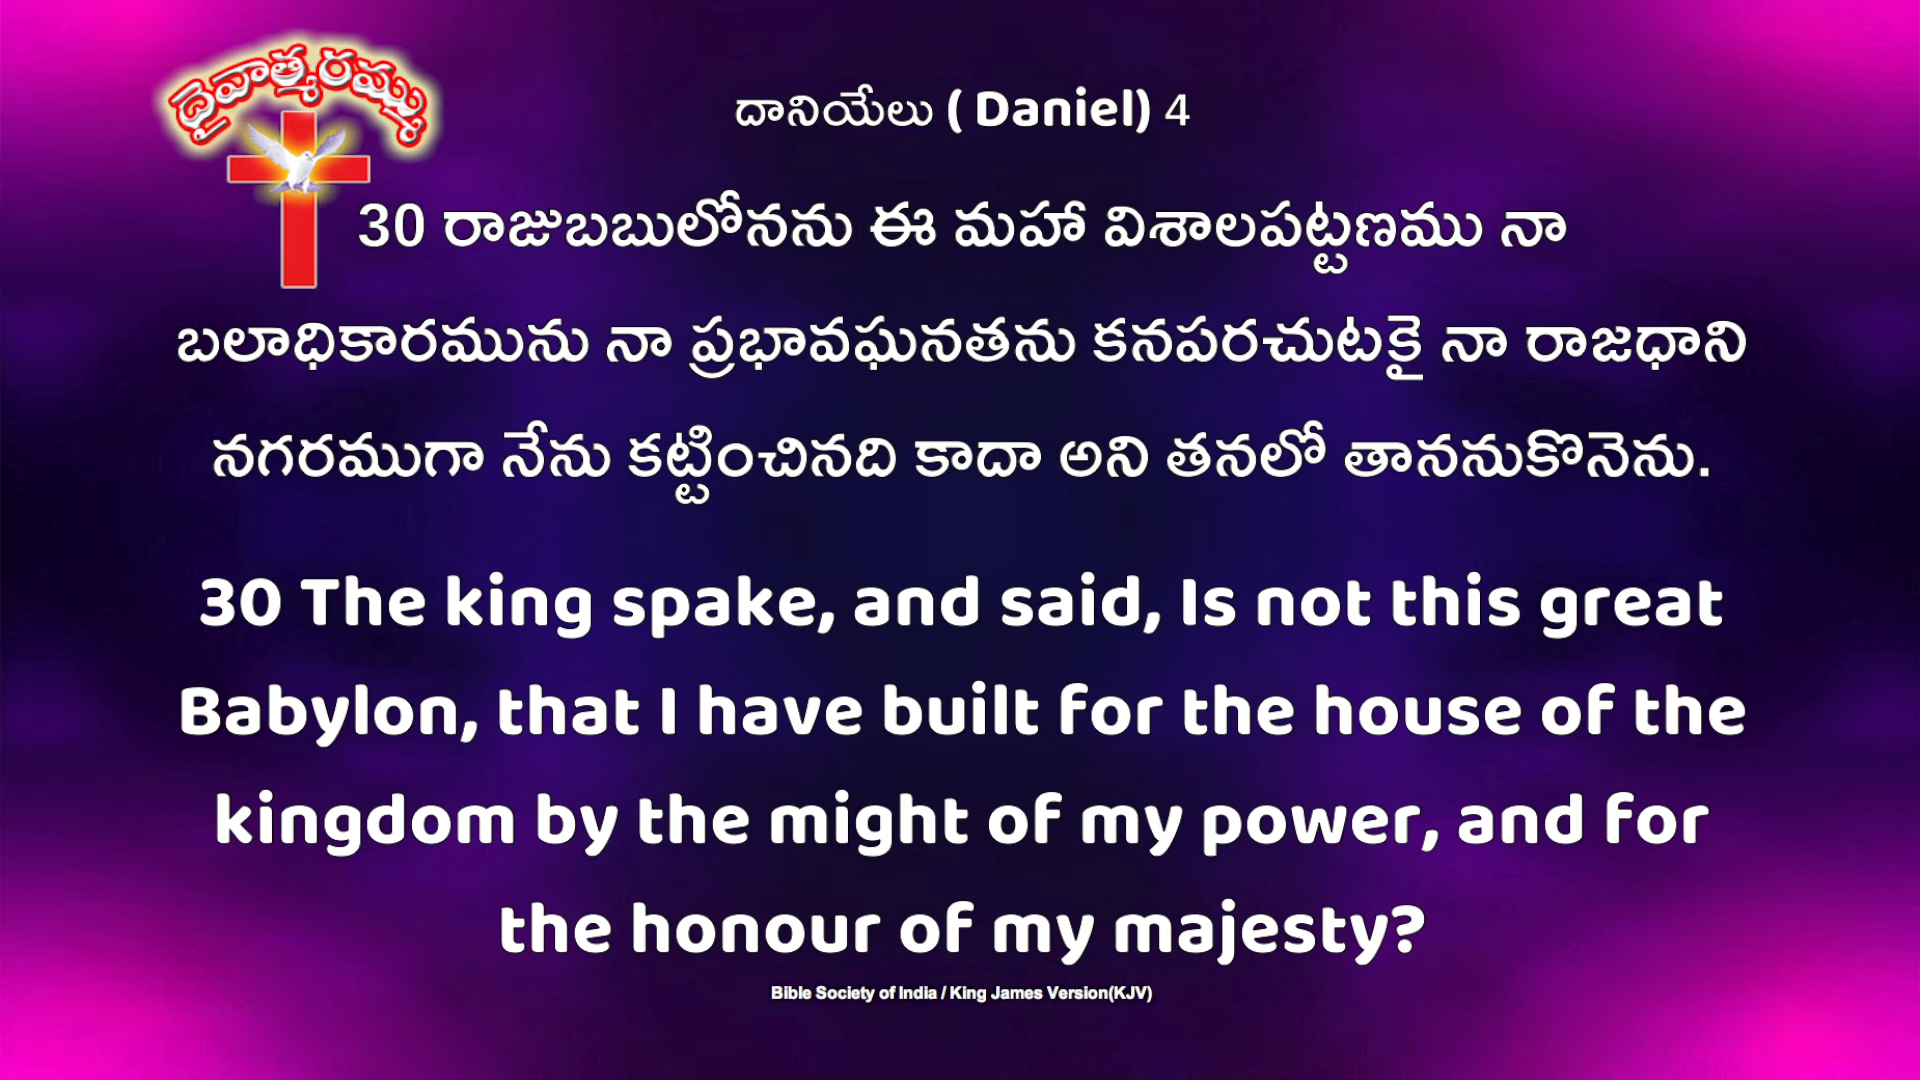 దైవాత్మరమ్ము
దానియేలు ( Daniel) 4
30 రాజుబబులోనను ఈ మహా విశాలపట్టణము నా
బలాధికారమును నా ప్రభావఘనతను కనపరచుటకై నా రాజధాని
నగరముగా నేను కట్టించినది కాదా అని తనలో తాననుకొనెను.
30 The king spake, and said, Is not this great
Babylon, that I have built for the house of the
kingdom by the might of my power, and for
the honour of my majesty?
Bible Society of India / King James Version(KJV)